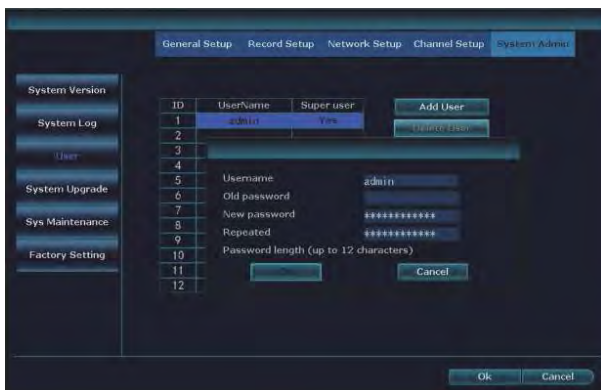 General Setup Record Setup Network Setup Channel Setup System Admin
System Version
System Log
User
System Upgrade
Sys Maintenance
Factory Setting
ID UserName Super user
1 admin Yes
2
3
4
5
6
7
8
9
10
11
12
Add User
Delete User
Username admin
Old password
New password ************
Repeated ************
Password length (up to 12 characters)
Cancel
Ok Cancel